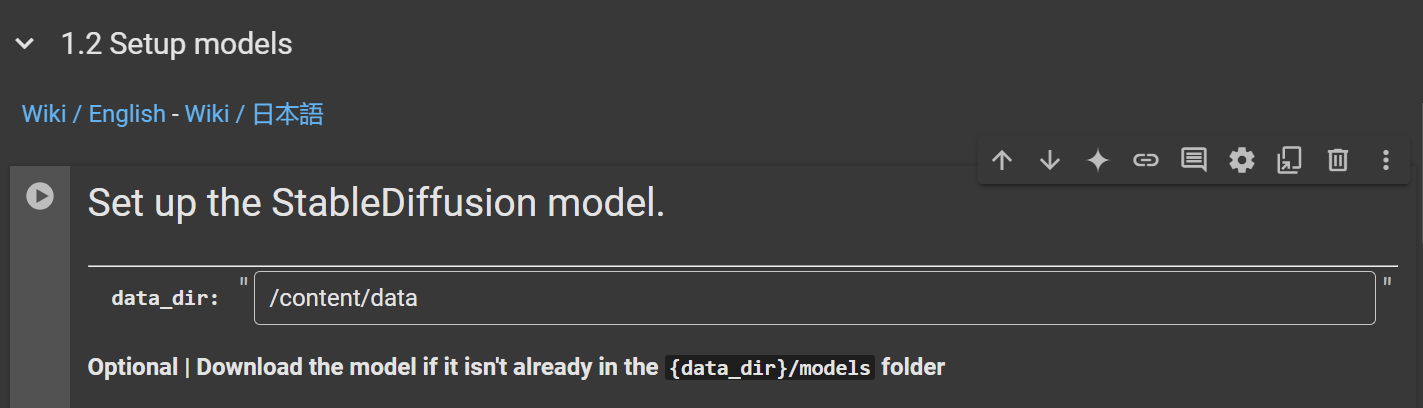 1.2 Setup models
Wiki / English - Wiki / 日本語
Set up the StableDiffusion model.
data_dir: "/content/data"
Optional | Download the model if it isn't already in the {data_dir}/models folder